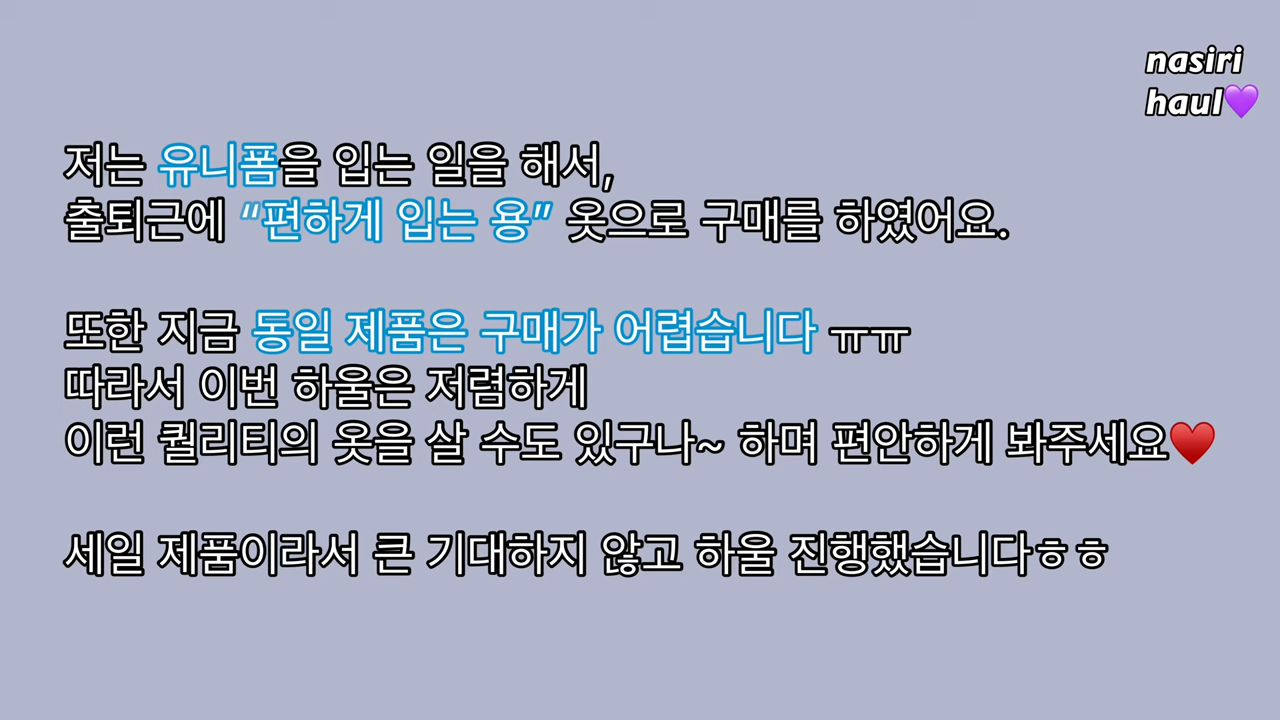 nasiri
haul💜
저는 유니폼을 입는 일을 해서,
출퇴근에 “편하게 입는 용” 옷으로 구매를 하였어요.
또한 지금 동일 제품은 구매가 어렵습니다 ㅠㅠ
따라서 이번 하울은 저렴하게
이런 퀄리티의 옷을 살 수도 있구나~ 하며 편안하게 봐주세요♥
세일 제품이라서 큰 기대하지 않고 하울 진행했습니다ㅎㅎ